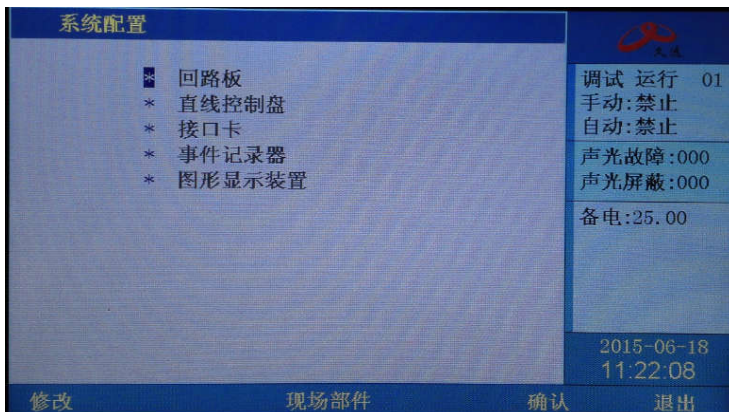 系统配置
* 回路板
* 直线控制盘
* 接口卡
* 事件记录器
* 图形显示装置
调试 运行 01
手动:禁止
自动:禁止
声光故障:000
声光屏蔽:000
备电:25.00
2015-06-18
11:22:08
修改 现场部件 确认 退出